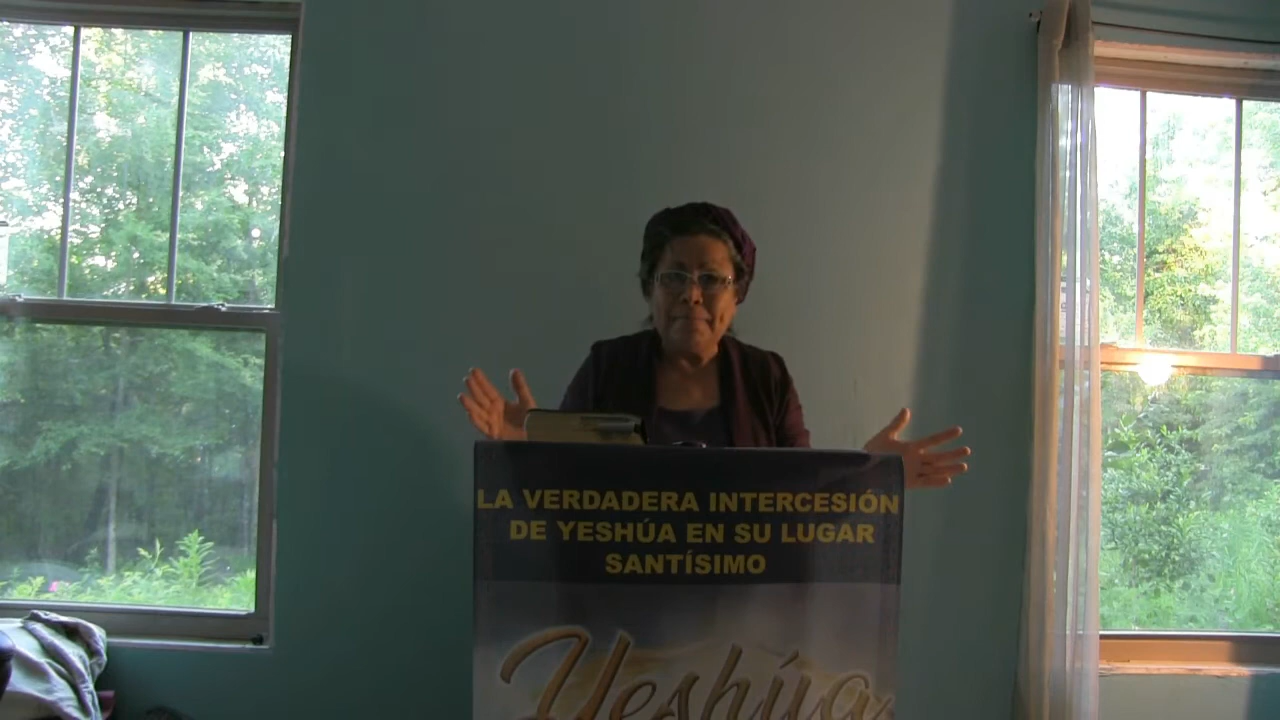 LA VERDADERA INTERCESIÓN
DE YESHÚA EN SU LUGAR
SANTÍSIMO
Yeshúa